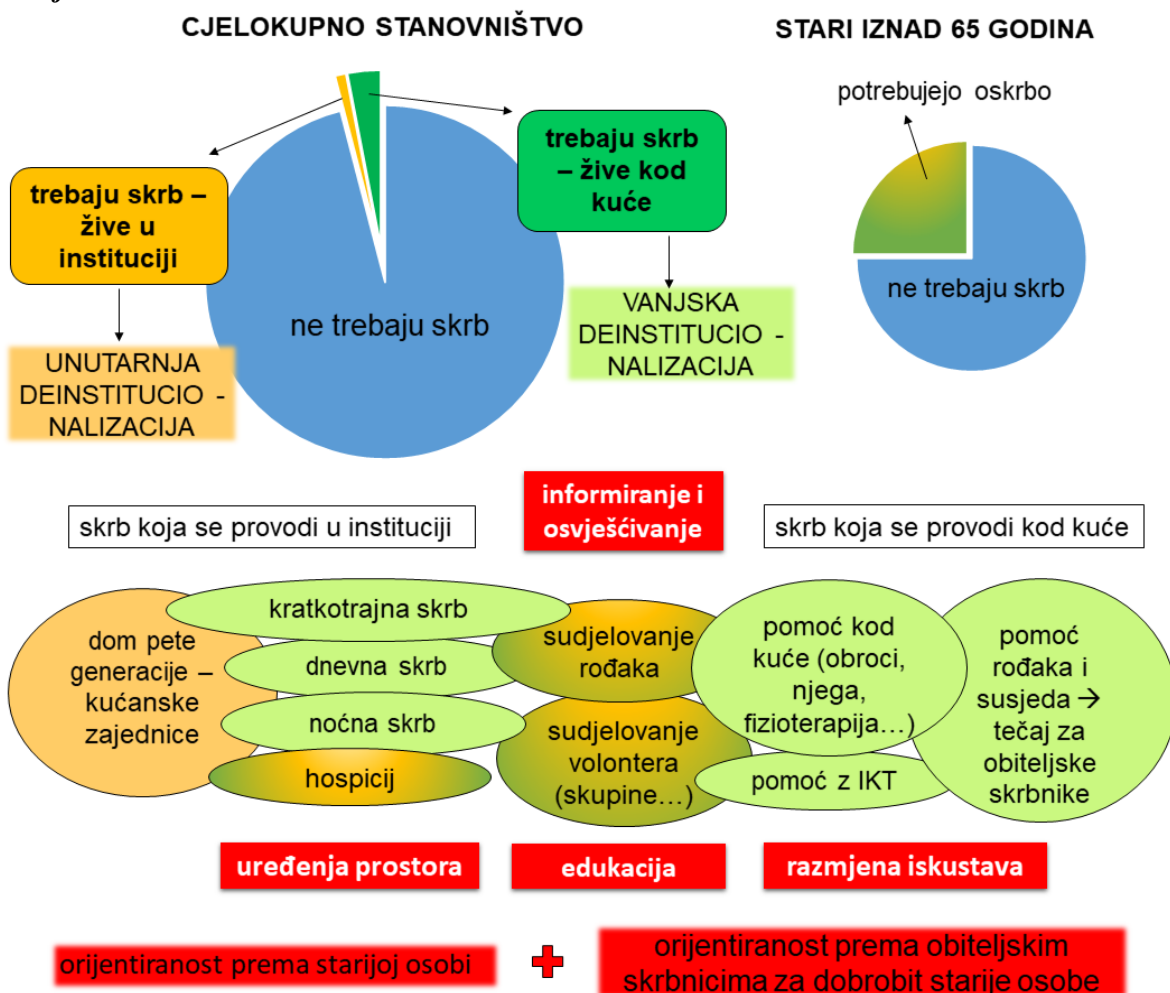 CJELOKUPNO STANOVNIŠTVO
STARI IZNAD 65 GODINA
potrebujejo oskrbo
trebaju skrb –
žive u
instituciji
trebaju skrb
– žive kod
kuće
ne trebaju skrb
ne trebaju skrb
UNUTARNJA
DEINSTITUCIO -
NALIZACIJA
VANJSKA
DEINSTITUCIO -
NALIZACIJA
informiranje i
osvješćivanje
skrb koja se provodi u instituciji
skrb koja se provodi kod kuće
dom pete
generacije –
kućanske
zajednice
kratkotrajna skrb
dnevna skrb
noćna skrb
hospicij
sudjelovanje
rođaka
sudjelovanje
volontera
(skupine…)
pomoć kod
kuće (obroci,
njega,
fizioterapija…)
pomoć z IKT
pomoć
rođaka i
susjeda →
tečaj za
obiteljske
skrbnike
uređenja prostora
edukacija
razmjena iskustava
orijentiranost prema starijoj osobi
orijentiranost prema obiteljskim
skrbnicima za dobrobit starije osobe